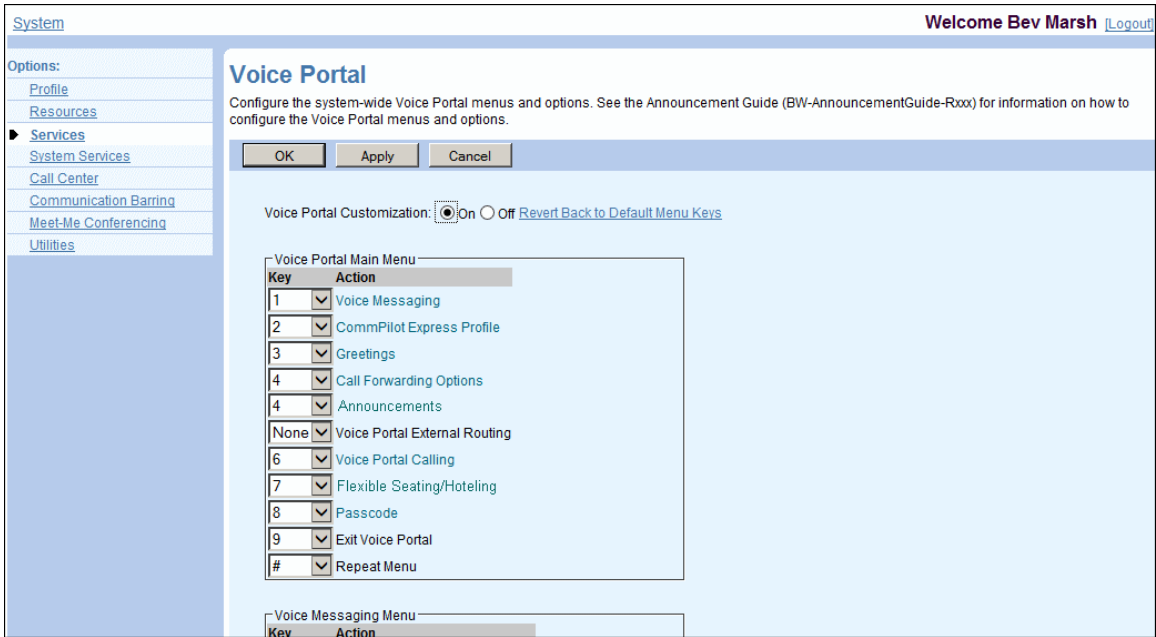 System
Welcome Bev Marsh [Logout]
Options:
Profile
Resources
Services
System Services
Call Center
Communication Barring
Meet-Me Conferencing
Utilities
Voice Portal
Configure the system-wide Voice Portal menus and options. See the Announcement Guide (BW-AnnouncementGuide-Rxxx) for information on how to
configure the Voice Portal menus and options.
OK Apply Cancel
Voice Portal Customization: On Off Revert Back to Default Menu Keys
Voice Portal Main Menu
Key Action
1 Voice Messaging
2 CommPilot Express Profile
3 Greetings
4 Call Forwarding Options
4 Announcements
None Voice Portal External Routing
6 Voice Portal Calling
7 Flexible Seating/Hoteling
8 Passcode
9 Exit Voice Portal
# Repeat Menu
Voice Messaging Menu
Key Action